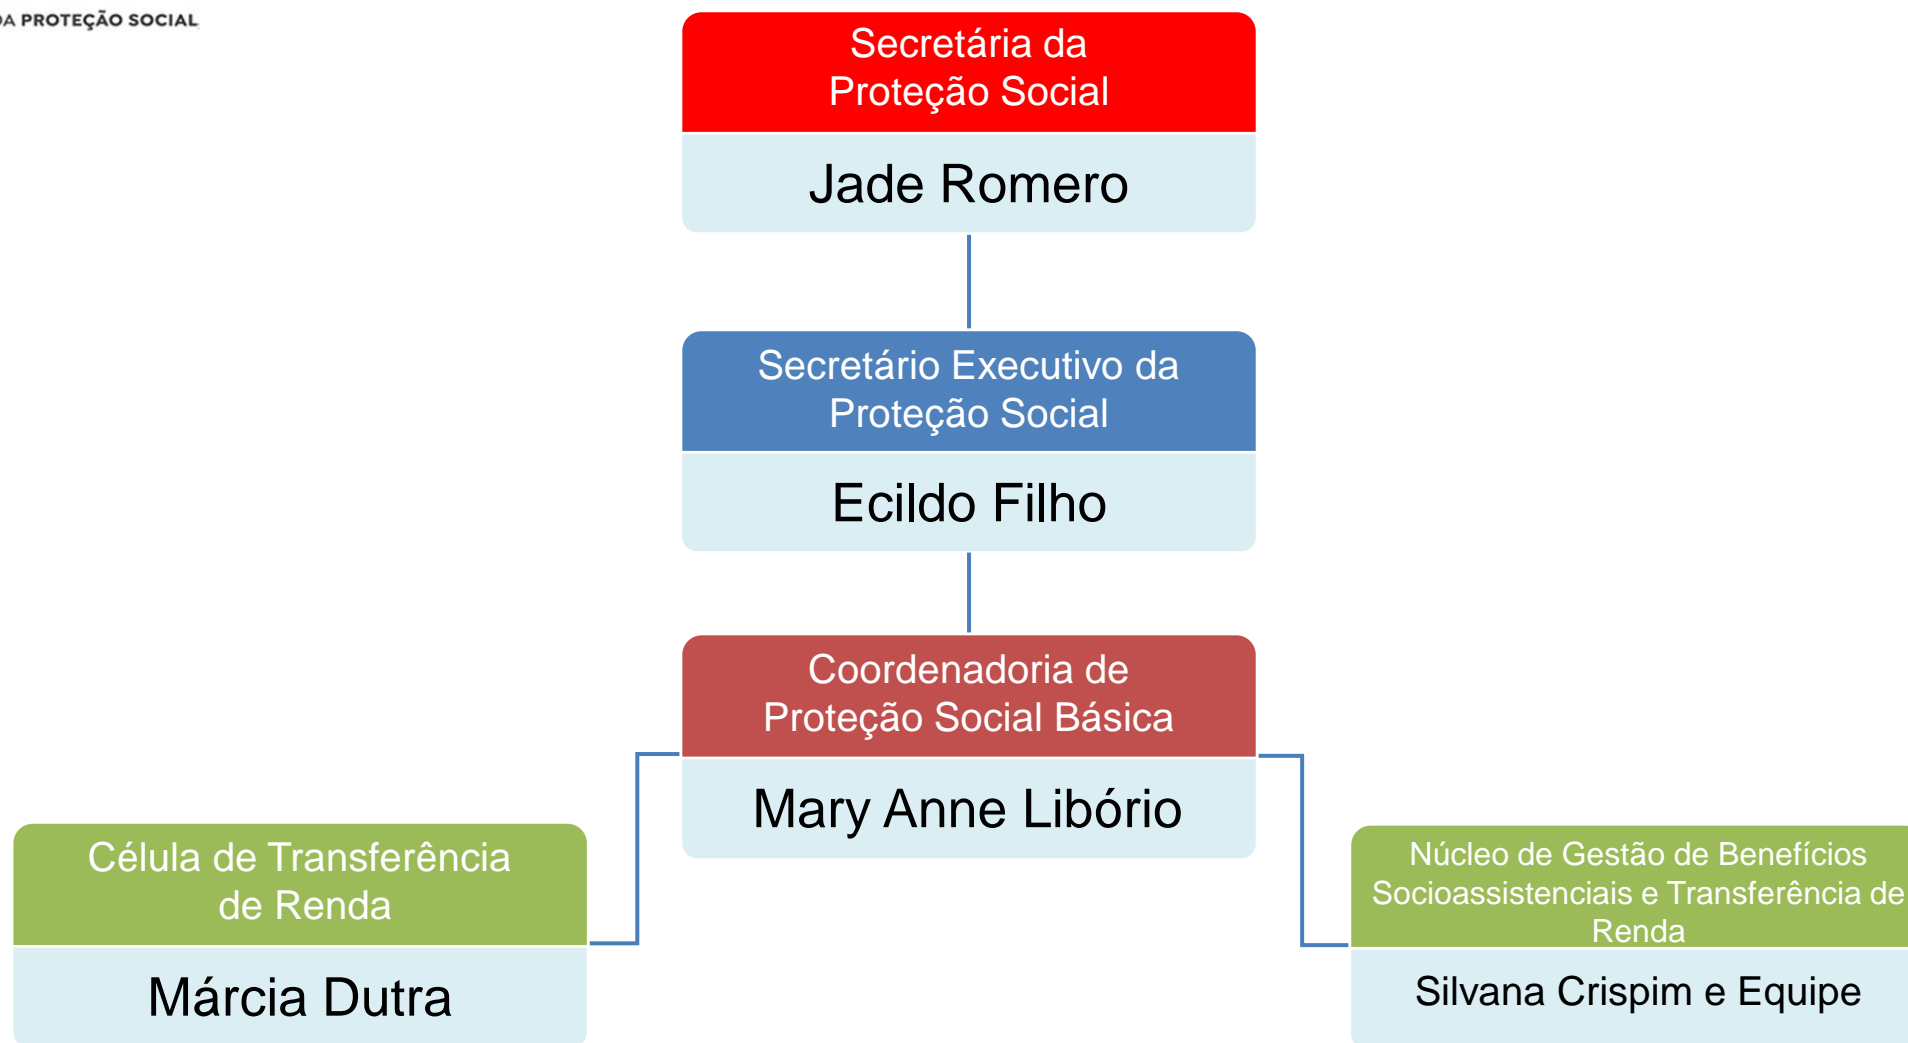 DA PROTEÇÃO SOCIAL
Secretária da
Proteção Social
Jade Romero
Secretário Executivo da
Proteção Social
Ecildo Filho
Coordenadoria de
Proteção Social Básica
Mary Anne Libório
Célula de Transferência
de Renda
Márcia Dutra
Núcleo de Gestão de Benefícios
Socioassistenciais e Transferência de
Renda
Silvana Crispim e Equipe